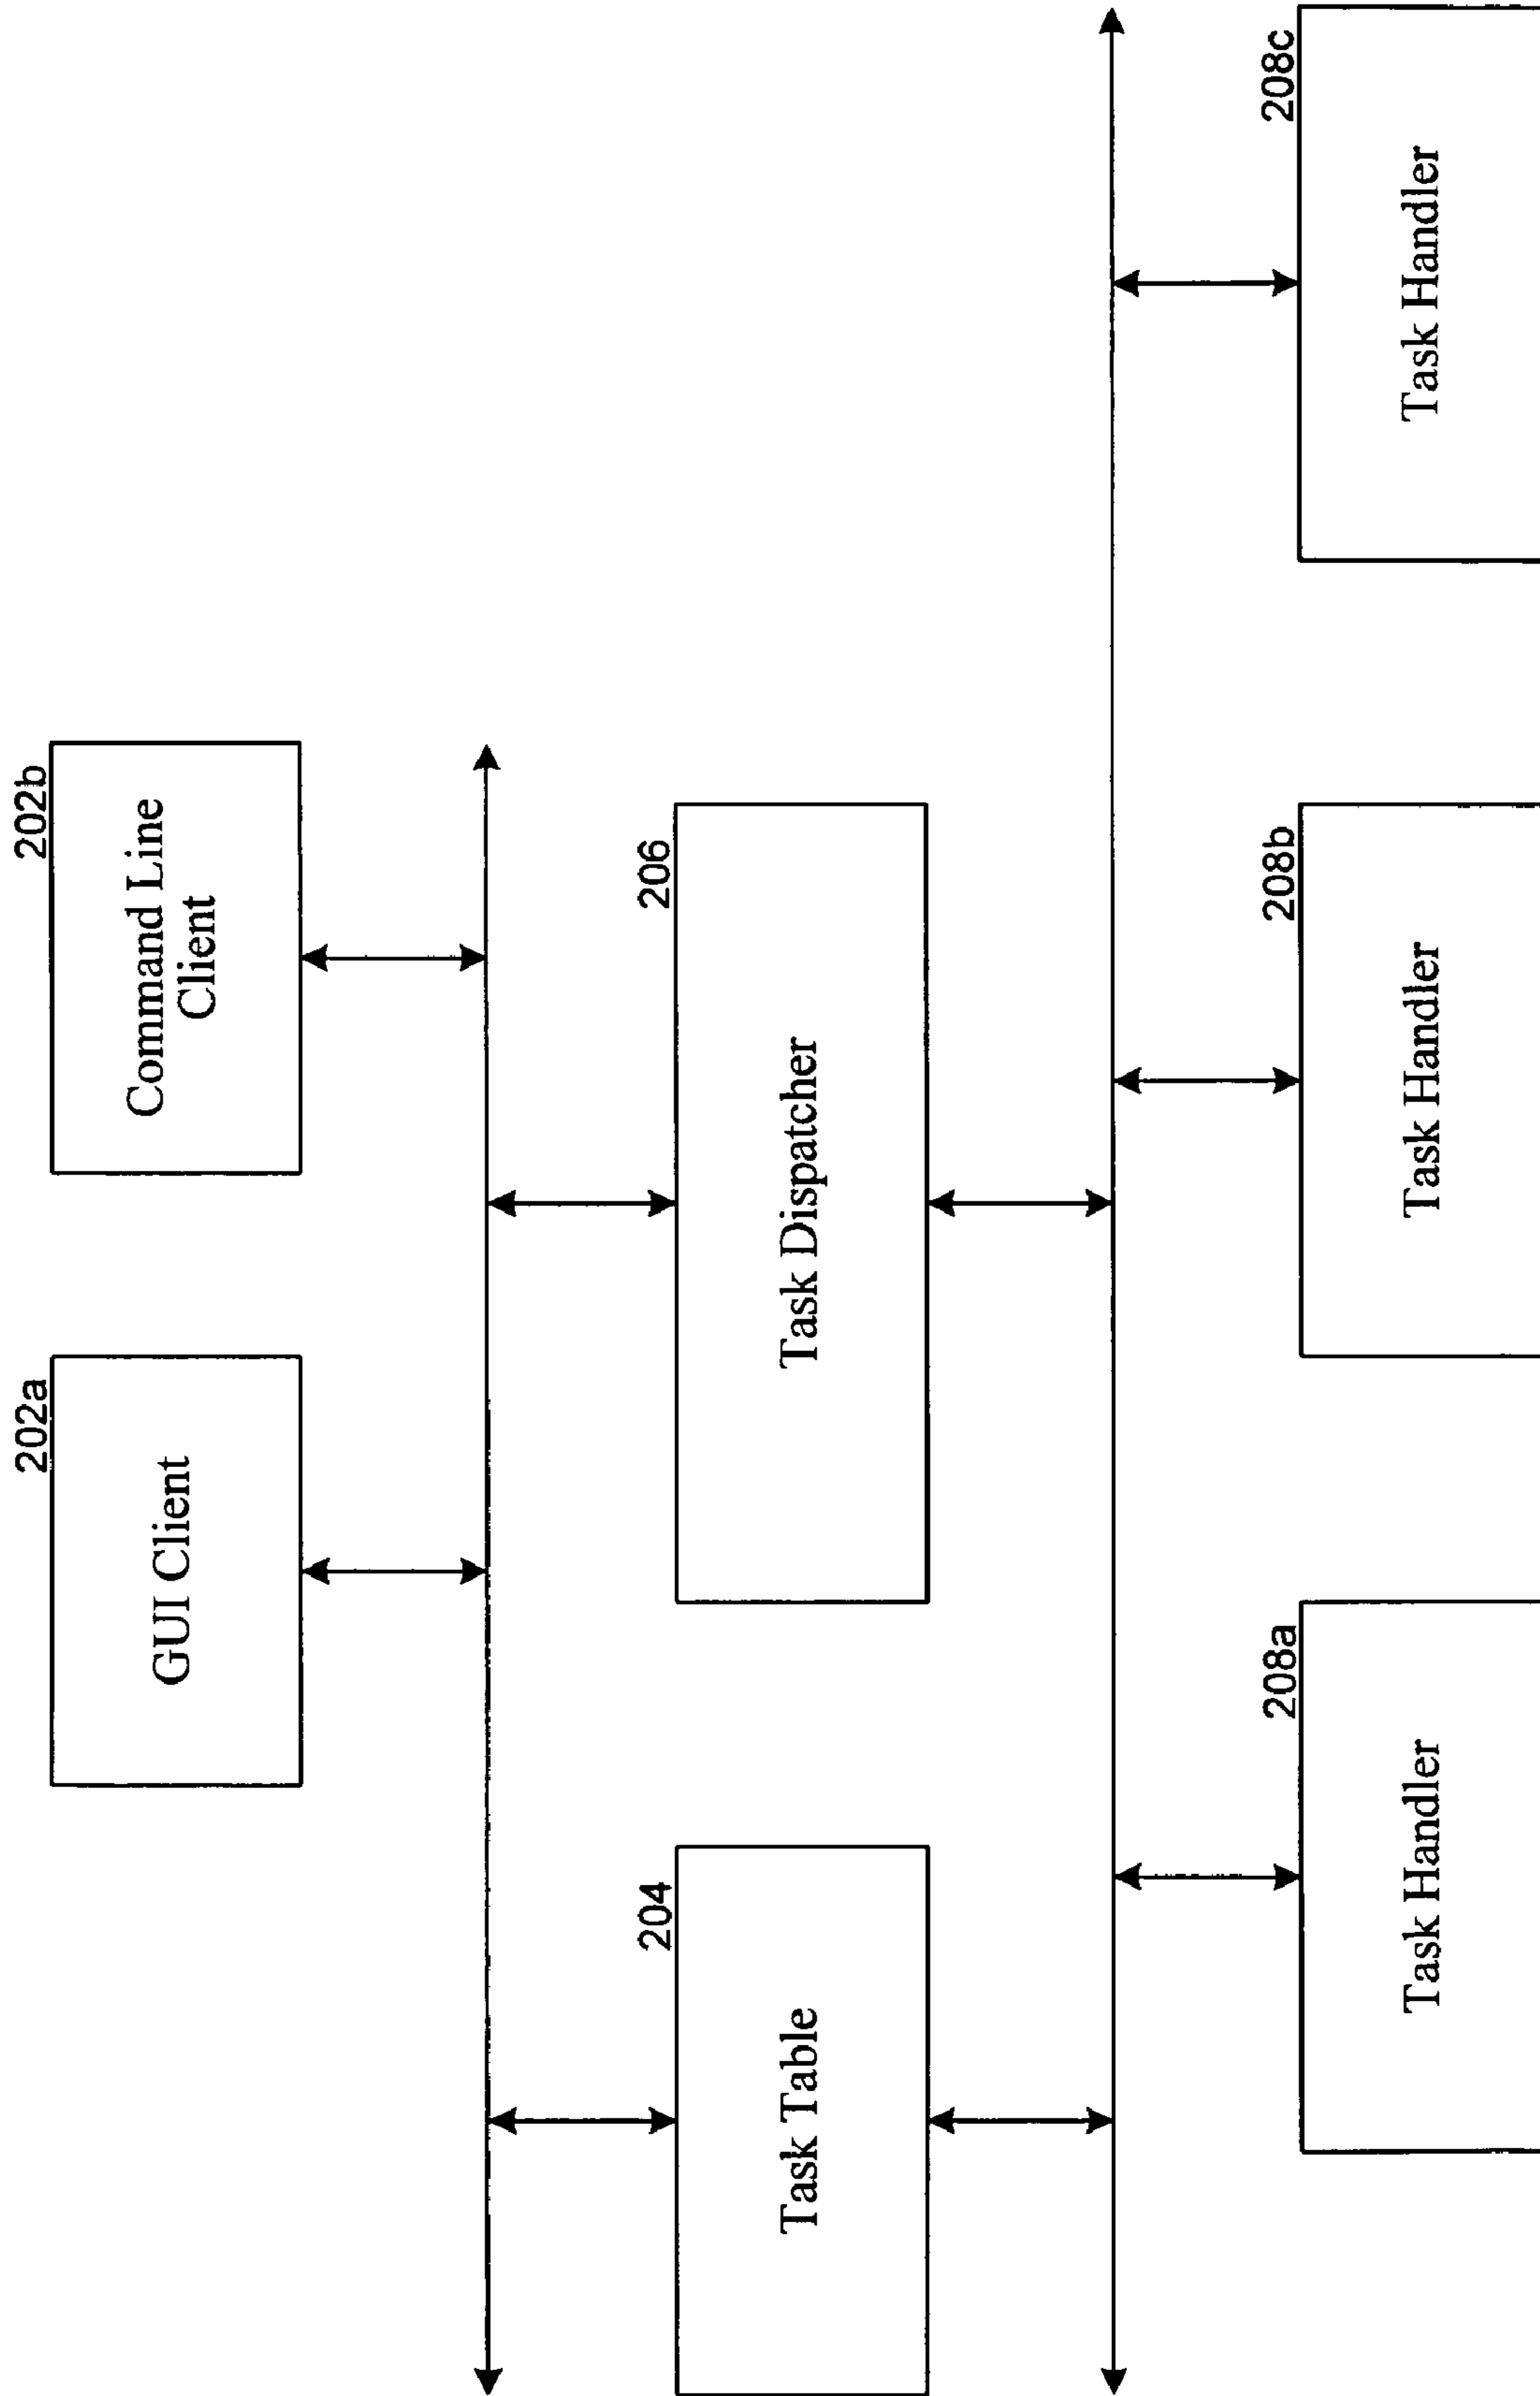 202a
GUI Client
202b
Command Line
Client
204
Task Table
206
Task Dispatcher
208a
Task Handler
208b
Task Handler
208c
Task Handler